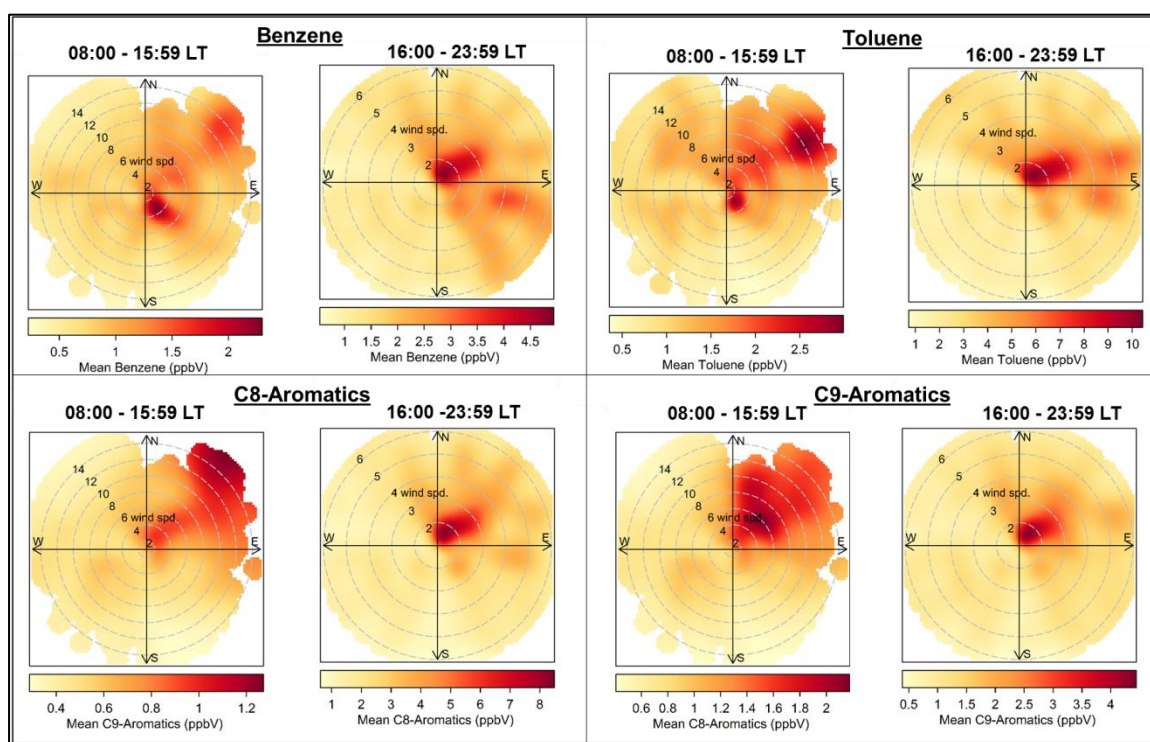 Benzene
08:00 - 15:59 LT
16:00 - 23:59 LT
N
14
12
10
8
6 wind spd.
4
2
W
E
S
0.5 1 1.5 2
Mean Benzene (ppbV)
N
6
5
4 wind spd.
3
2
W
E
S
1 1.5 2 2.5 3 3.5 4 4.5
Mean Benzene (ppbV)
Toluene
08:00 - 15:59 LT
16:00 - 23:59 LT
N
14
12
10
8
6 wind spd.
4
2
W
E
S
0.5 1 1.5 2 2.5
Mean Toluene (ppbV)
N
6
5
4 wind spd.
3
2
W
E
S
1 2 3 4 5 6 7 8 9 10
Mean Toluene (ppbV)
C8-Aromatics
08:00 - 15:59 LT
16:00 -23:59 LT
N
14
12
10
8
6 wind spd.
4
2
W
E
S
0.4 0.6 0.8 1 1.2
Mean C9-Aromatics (ppbV)
N
6
5
4 wind spd.
3
2
W
E
S
1 2 3 4 5 6 7 8
Mean C8-Aromatics (ppbV)
C9-Aromatics
08:00 - 15:59 LT
16:00 - 23:59 LT
N
14
12
10
8
6 wind spd.
4
2
W
E
S
0.6 0.8 1 1.2 1.4 1.6 1.8 2
Mean C8-Aromatics (ppbV)
N
6
5
4 wind spd.
3
2
W
E
S
0.5 1 1.5 2 2.5 3 3.5 4
Mean C9-Aromatics (ppbV)